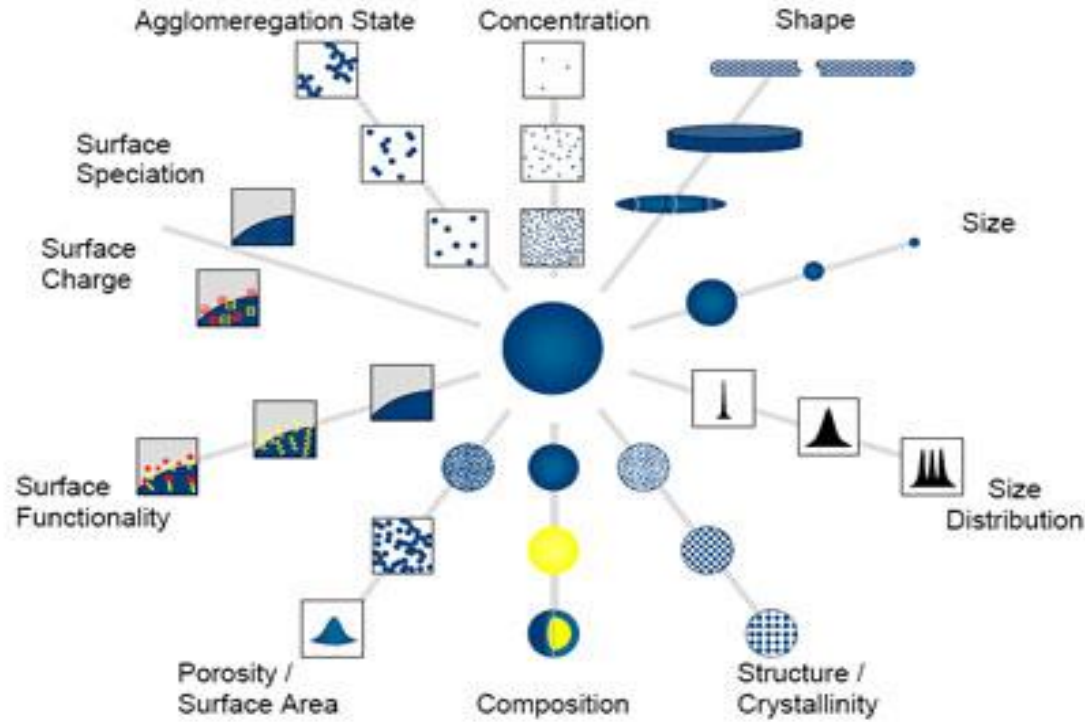 Agglomeregation State
Concentration
Shape
Surface
Speciation
Size
Surface
Charge
Surface
Functionality
Size
Distribution
Porosity /
Surface Area
Composition
Structure /
Crystallinity